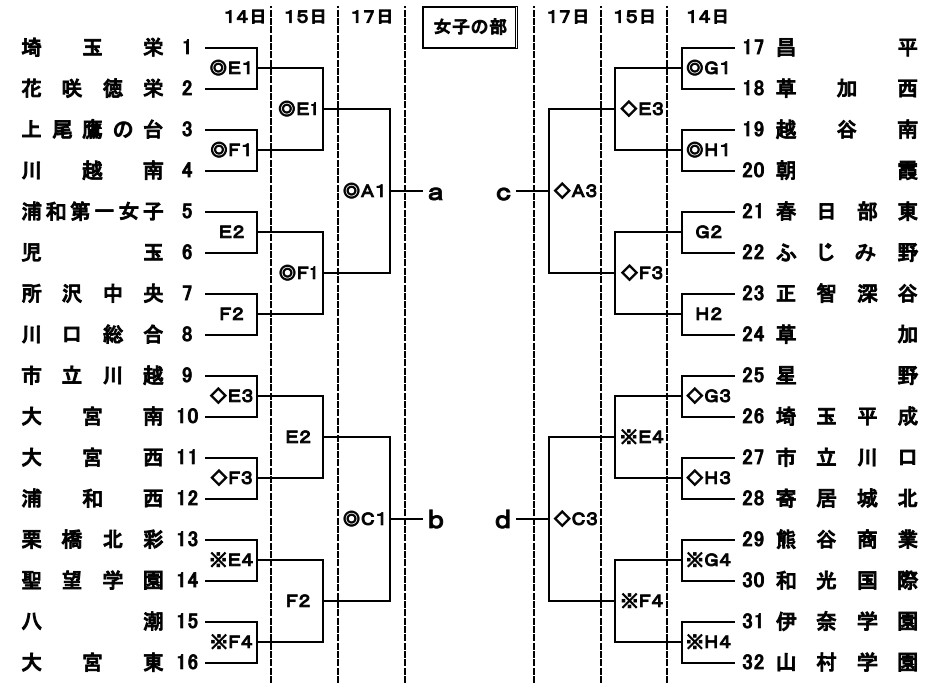 14日 15日 17日 女子の部 17日 15日 14日
埼玉栄 1
◎E1
花咲徳栄 2
◎E1
上尾鷹の台 3
◎F1
川越南 4
◎A1
a
浦和第一女子 5
E2
児玉 6
◎F1
所沢中央 7
F2
川口総合 8
市立川越 9
◇E3
大宮南 10
E2
大宮西 11
◇F3
浦和西 12
◎C1
b
栗橋北彩 13
※E4
聖望学園 14
F2
八潮 15
※F4
大宮東 16
17 昌平
◎G1
18 草加西
◇E3
19 越谷南
◎H1
20 朝霞
c
◇A3
21 春日部東
G2
22 ふじみ野
◇F3
23 正智深谷
H2
24 草加
25 星野
◇G3
26 埼玉平成
※E4
27 市立川口
◇H3
28 寄居城北
d
◇C3
29 熊谷商業
※G4
30 和光国際
※F4
31 伊奈学園
※H4
32 山村学園